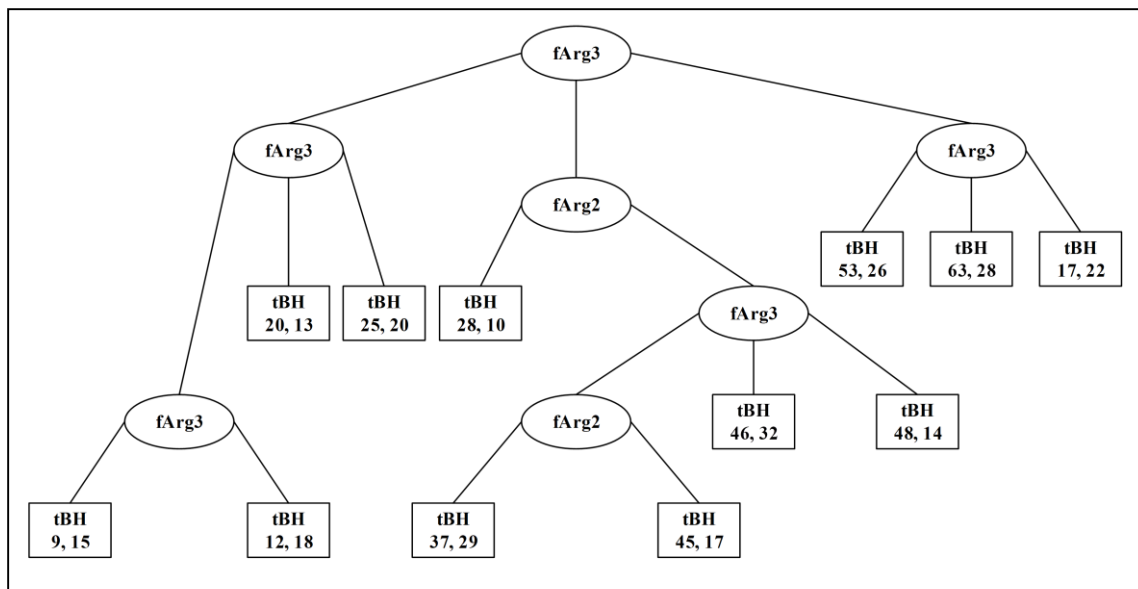 fArg3
fArg3
fArg3
fArg2
tBH
53, 26
tBH
63, 28
tBH
17, 22
tBH
20, 13
tBH
25, 20
tBH
28, 10
fArg3
fArg3
fArg2
tBH
46, 32
tBH
48, 14
tBH
9, 15
tBH
12, 18
tBH
37, 29
tBH
45, 17